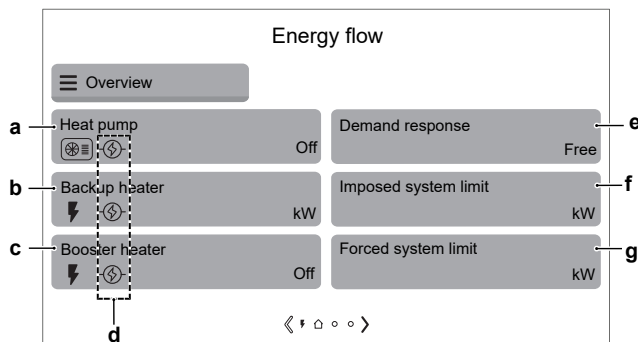 Energy flow
Overview
a
Heat pump
Off
Demand response
Free
e
b
Backup heater
kW
Imposed system limit
kW
f
c
Booster heater
Off
Forced system limit
kW
g
d